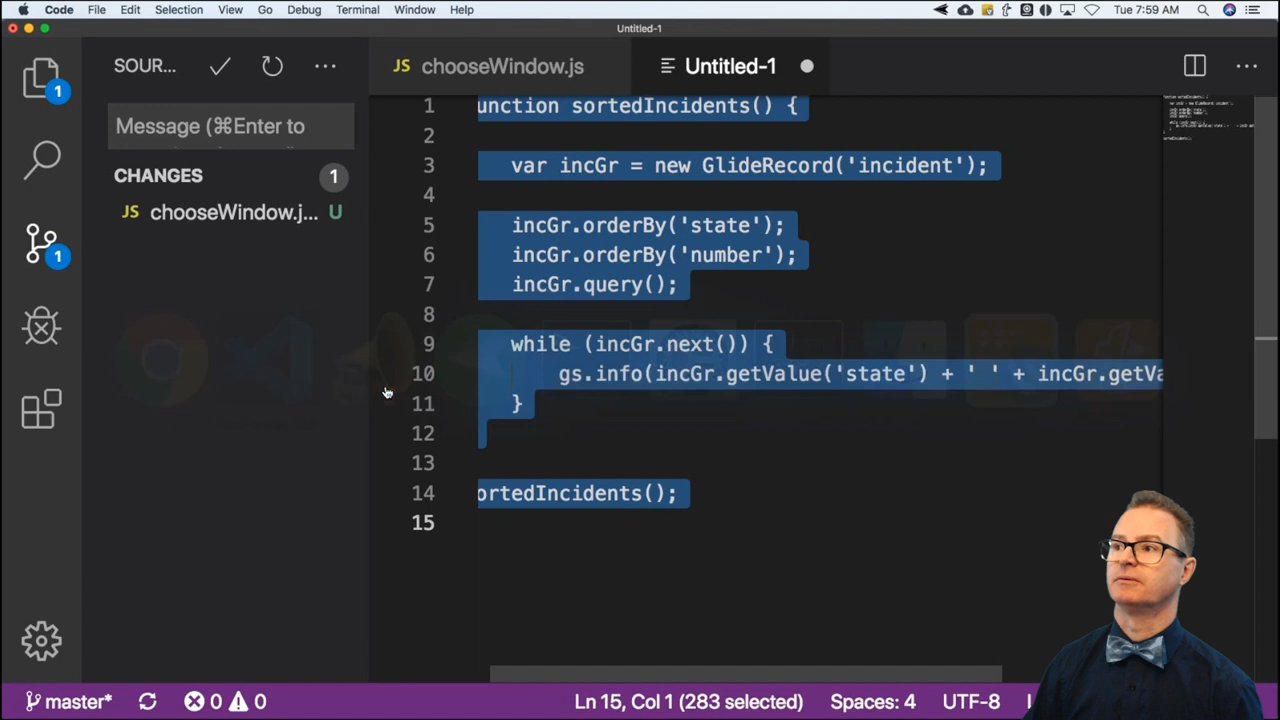 Code File Edit Selection View Go Debug Terminal Window Help Tue 7:59 AM
Untitled-1
SOUR... ✓ ...
JS chooseWindow.js
Untitled-1
Message (⌘Enter to
CHANGES 1
JS chooseWindow.j... U
1
1
1 unction sortedIncidents() {
2
3 var incGr = new GlideRecord('incident');
4
5 incGr.orderBy('state');
6 incGr.orderBy('number');
7 incGr.query();
8
9 while (incGr.next()) {
10 gs.info(incGr.getValue('state') + ' ' + incGr.getVa
11 }
12
13
14 ortedIncidents();
15
master* 0 0 Ln 15, Col 1 (283 selected) Spaces: 4 UTF-8